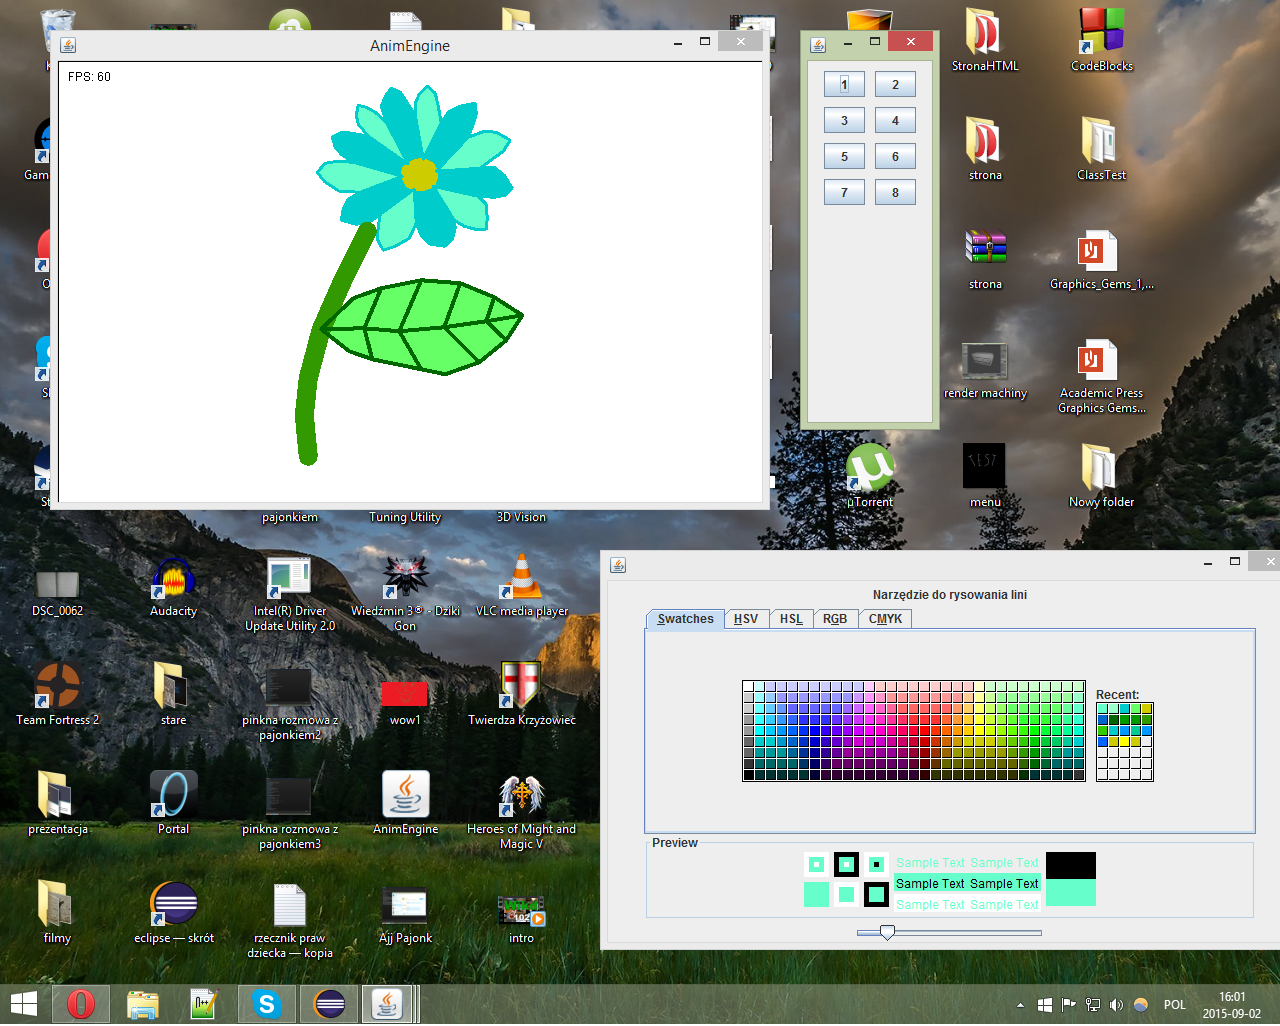 AnimEngine
FPS: 60
1 2
3 4
5 6
7 8
StronaHTML
CodeBlocks
strona
ClassTest
strona
Graphics_Gems_1,...
render machiny
Academic Press
Graphics Gems...
µTorrent
menu
TEST
Nowy folder
pajonkiem
Tuning Utility
3D Vision
DSC_0062
Audacity
Intel(R) Driver
Update Utility 2.0
Wiedźmin 3® - Dziki
Gon
VLC media player
Team Fortress 2
stare
pinkna rozmowa z
pajonkiem2
wow1
Twierdza Krzyżowiec
prezentacja
Portal
pinkna rozmowa z
pajonkiem3
AnimEngine
Heroes of Might and
Magic V
filmy
eclipse — skrót
rzecznik praw
dziecka — kopia
Ajj Pajonk
intro
Narzędzie do rysowania lini
Swatches HSV HSL RGB CMYK
Recent:
Preview
Sample Text Sample Text
Sample Text Sample Text
Sample Text Sample Text
POL
16:01
2015-09-02